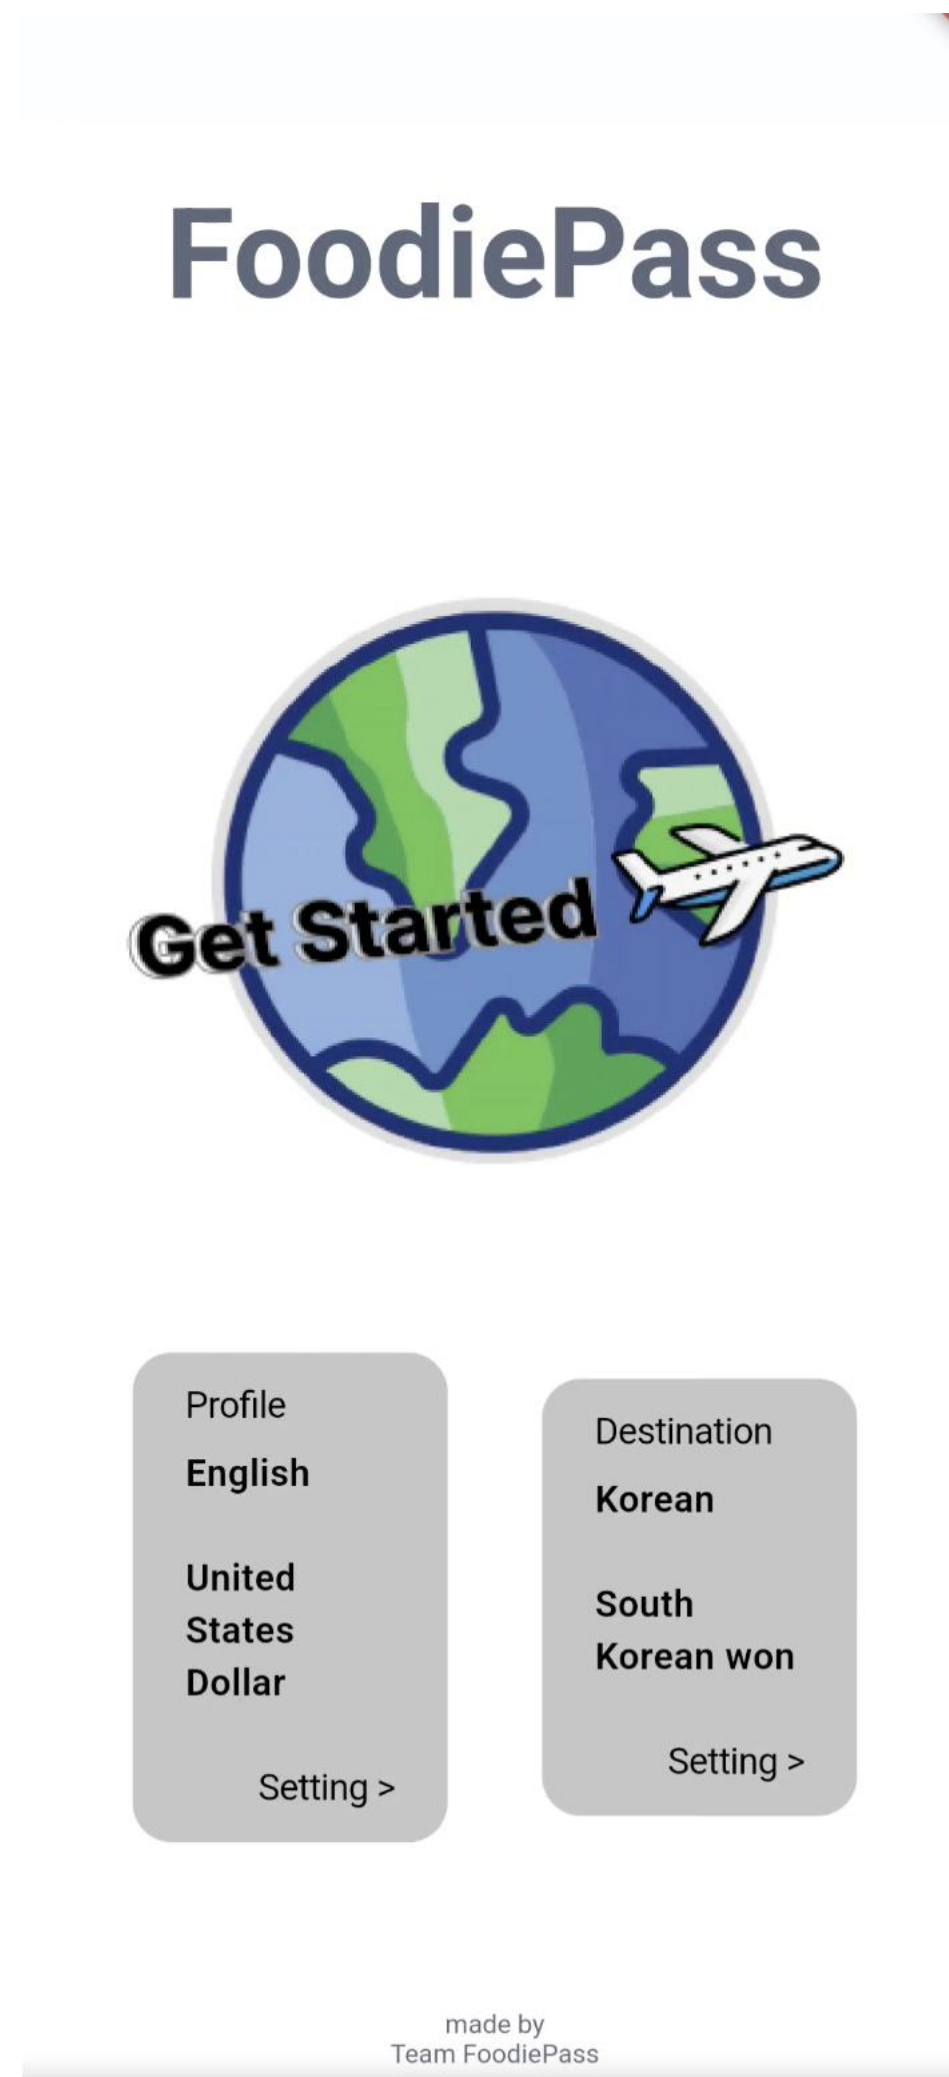 FoodiePass
Get Started
Profile
English
United
States
Dollar
Setting >
Destination
Korean
South
Korean won
Setting >
made by
Team FoodiePass